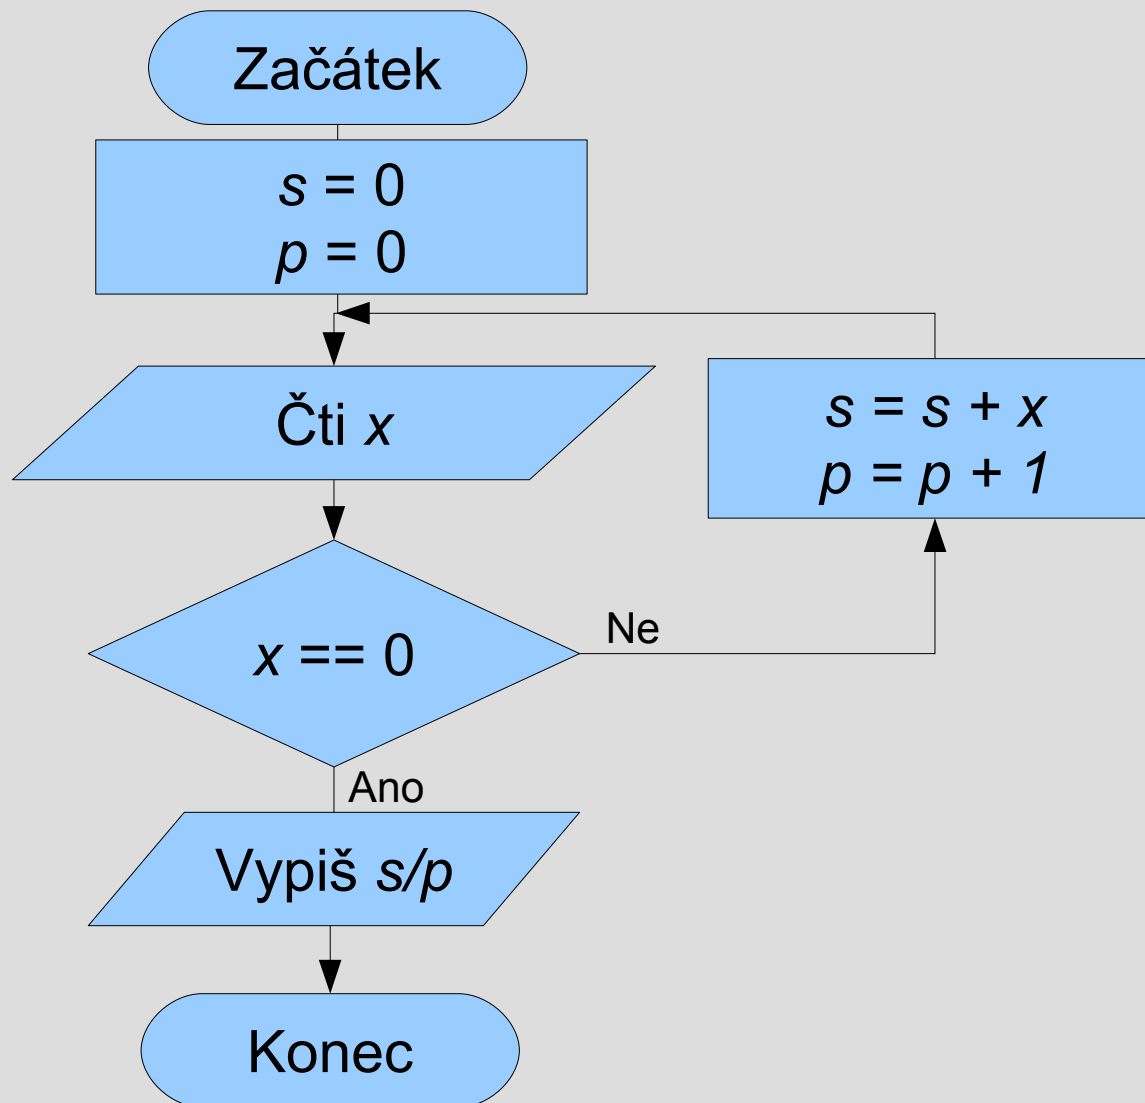 Začátek
s = 0
p = 0
Čti x
s = s + x
p = p + 1
x == 0
Ne
Ano
Vypiš s/p
Konec